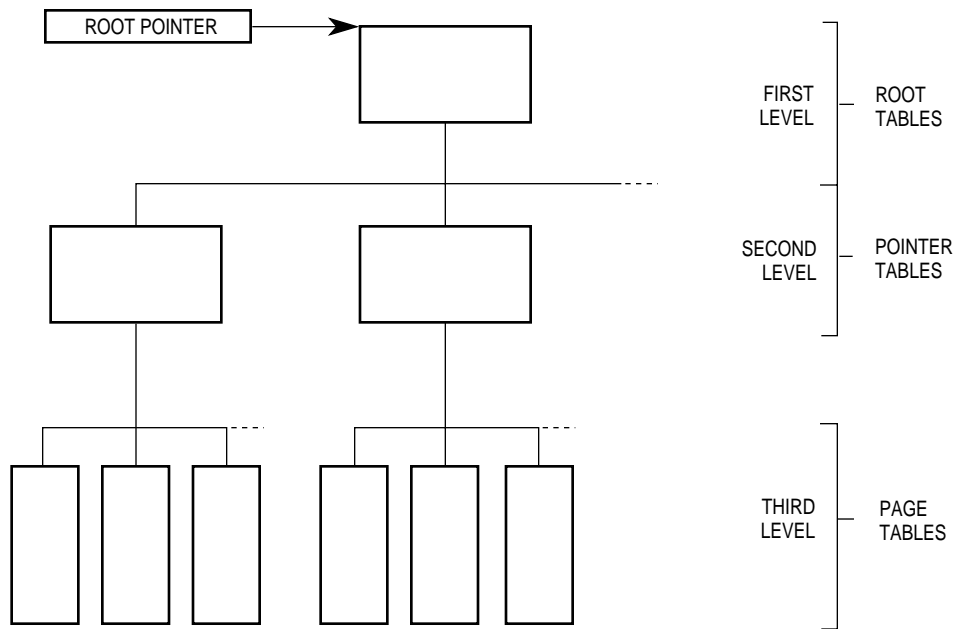 ROOT POINTER
FIRST
LEVEL
ROOT
TABLES
SECOND
LEVEL
POINTER
TABLES
THIRD
LEVEL
PAGE
TABLES